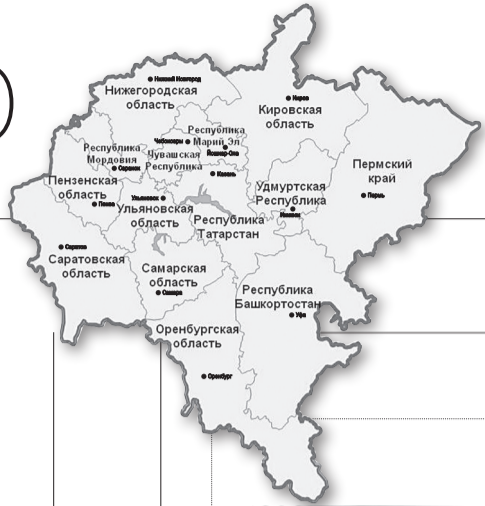 Нижний Новгород
Нижегородская
область
Киров
Кировская
область
Республика
Марий Эл
Йошкар-Ола
Чебоксары
Чувашская
Республика
Республика
Мордовия
Саранск
Казань
Пермский
край
Пермь
Пензенская
область
Пенза
Ульяновск
Ульяновская
область
Удмуртская
Республика
Ижевск
Республика
Татарстан
Саратов
Саратовская
область
Самарская
область
Самара
Республика
Башкортостан
Уфа
Оренбургская
область
Оренбург